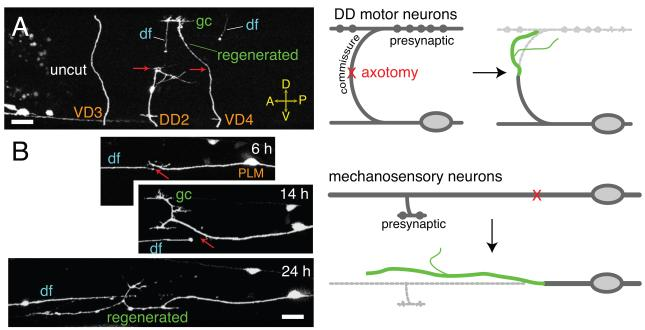 A
gc
df
df
regenerated
uncut
D
A P
V
VD3
DD2
VD4
DD motor neurons
presynaptic
commissure
X axotomy
B
df
6 h
PLM
gc
14 h
df
24 h
df
regenerated
mechanosensory neurons
X
presynaptic